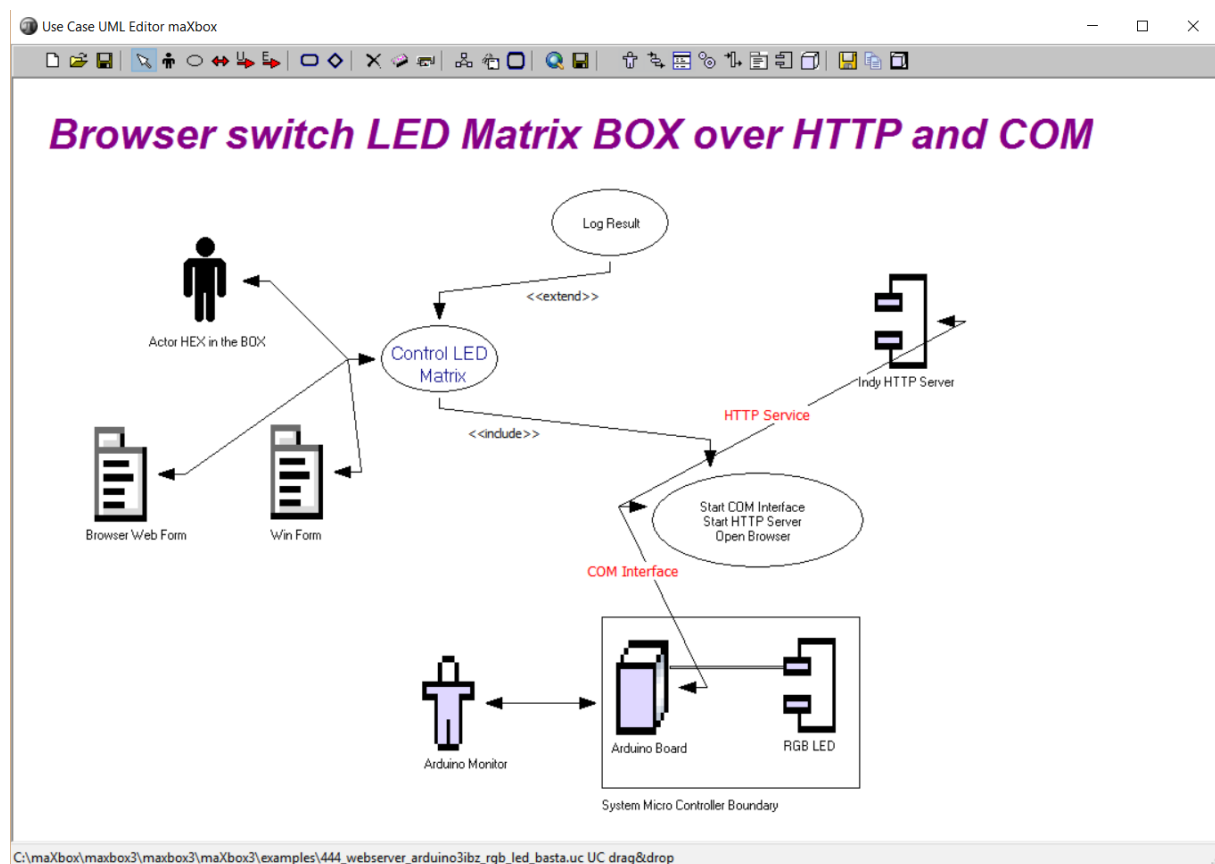 Use Case UML Editor maXbox
Browser switch LED Matrix BOX over HTTP and COM
Log Result
<<extend>>
Actor HEX in the BOX
Control LED
Matrix
Indy HTTP Server
HTTP Service
<<include>>
Start COM Interface
Start HTTP Server
Open Browser
Browser Web Form
Win Form
COM Interface
Arduino Board
RGB LED
Arduino Monitor
System Micro Controller Boundary
C:\maXbox\maxbox3\maxbox3\maXbox3\examples\444_webserver_arduino3ibz_rgb_led_basta.uc UC drag&drop